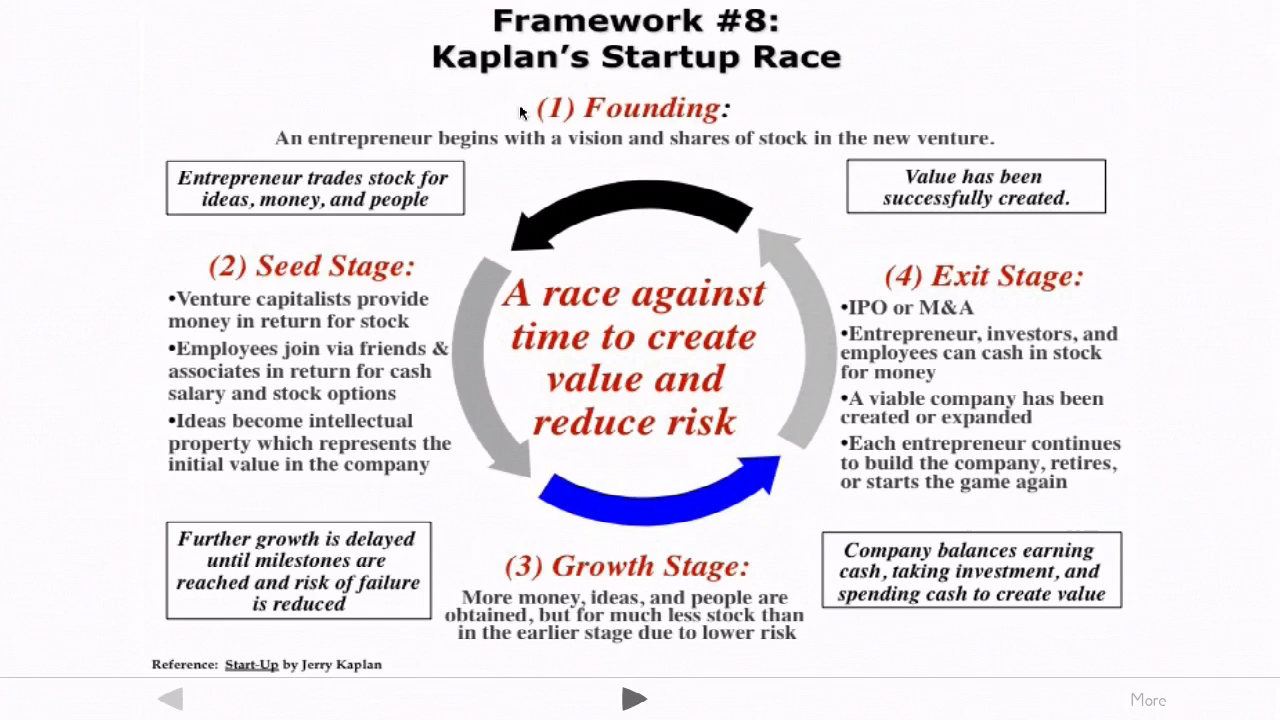 Framework #8:
Kaplan's Startup Race
(1) Founding:
An entrepreneur begins with a vision and shares of stock in the new venture.
Entrepreneur trades stock for
ideas, money, and people
Value has been
successfully created.
(2) Seed Stage:
•Venture capitalists provide
money in return for stock
•Employees join via friends &
associates in return for cash
salary and stock options
•Ideas become intellectual
property which represents the
initial value in the company
A race against
time to create
value and
reduce risk
(4) Exit Stage:
•IPO or M&A
•Entrepreneur, investors, and
employees can cash in stock
for money
•A viable company has been
created or expanded
•Each entrepreneur continues
to build the company, retires,
or starts the game again
Further growth is delayed
until milestones are
reached and risk of failure
is reduced
(3) Growth Stage:
More money, ideas, and people are
obtained, but for much less stock than
in the earlier stage due to lower risk
Company balances earning
cash, taking investment, and
spending cash to create value
Reference: Start-Up by Jerry Kaplan
More